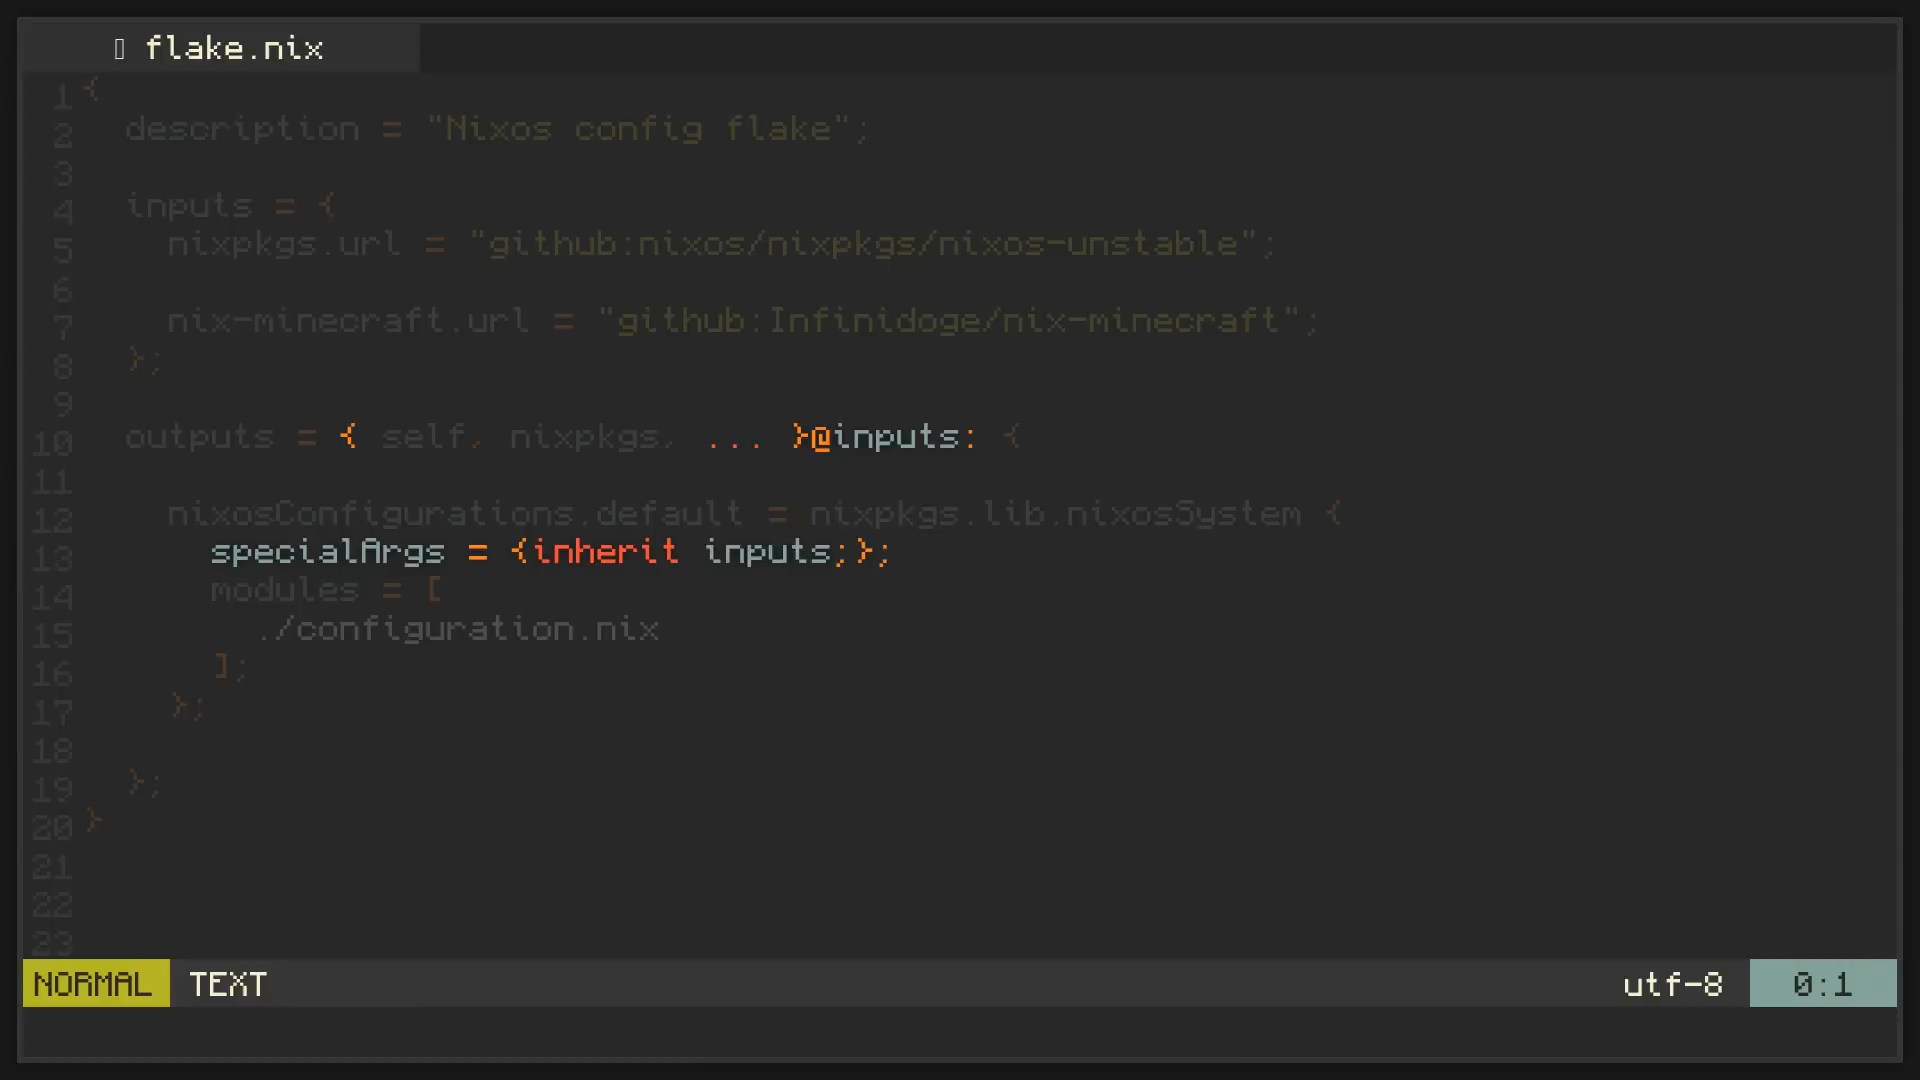 flake.nix
1 {
2 description = "Nixos config flake";
3
4 inputs = {
5 nixpkgs.url = "github:nixos/nixpkgs/nixos-unstable";
6
7 nix-minecraft.url = "github:Infinidoge/nix-minecraft";
8 };
9
10 outputs = { self, nixpkgs, ... }@inputs: {
11
12 nixosConfigurations.default = nixpkgs.lib.nixosSystem {
13 specialArgs = {inherit inputs;};
14 modules = [
15 ./configuration.nix
16 ];
17 };
18
19 };
20 }
21
22
23
NORMAL TEXT utf-8 0:1